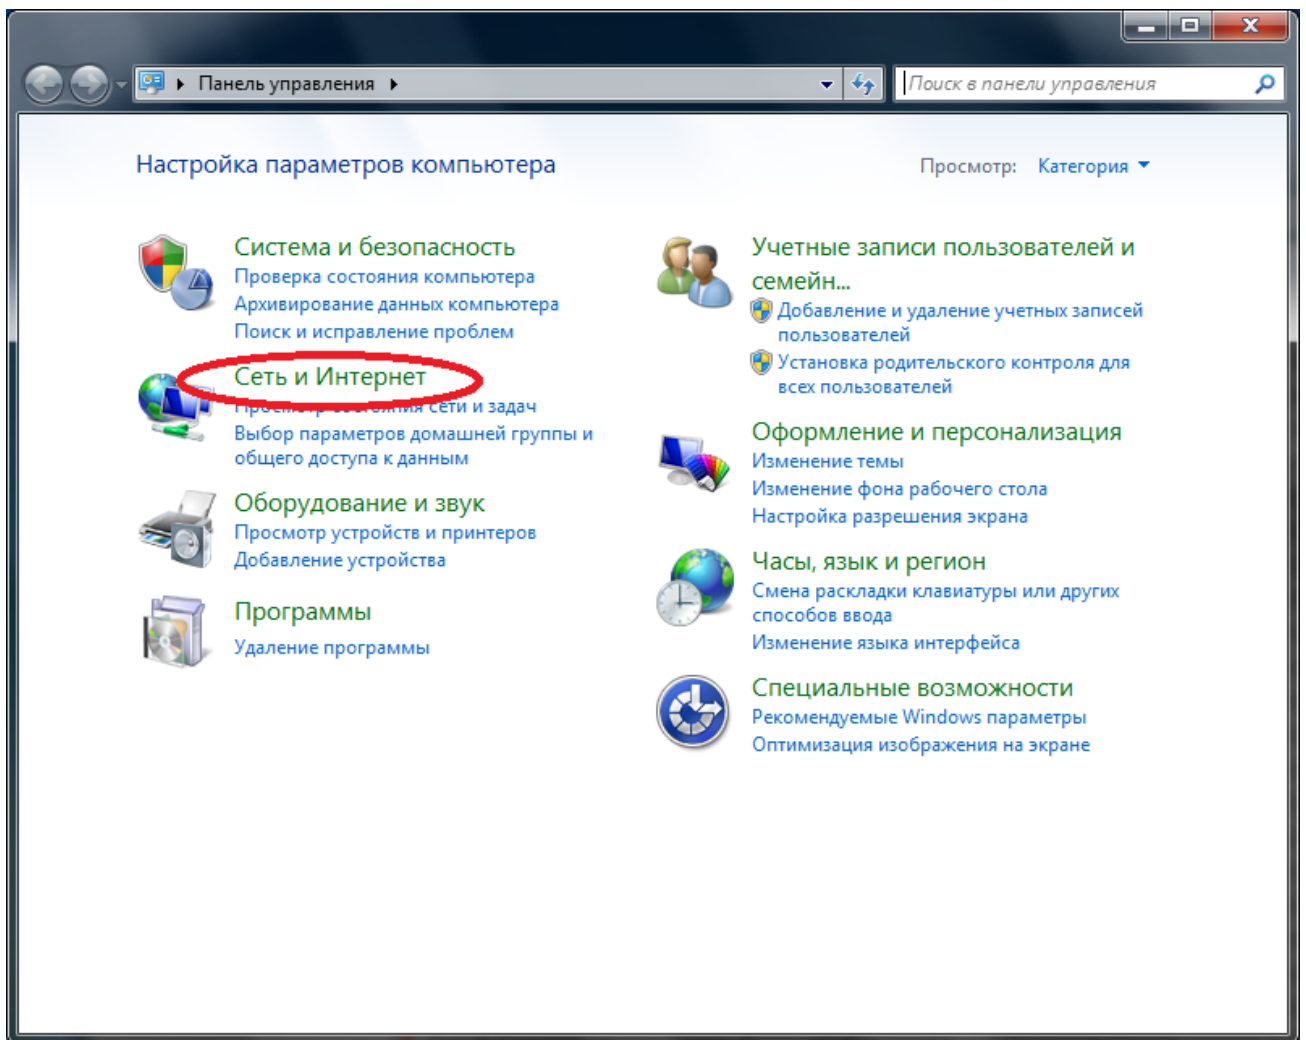 Панель управления
Поиск в панели управления
Настройка параметров компьютера
Просмотр: Категория
Система и безопасность
Проверка состояния компьютера
Архивирование данных компьютера
Поиск и исправление проблем
Сеть и Интернет
Просмотр состояния сети и задач
Выбор параметров домашней группы и
общего доступа к данным
Оборудование и звук
Просмотр устройств и принтеров
Добавление устройства
Программы
Удаление программы
Учетные записи пользователей и
семейн...
Добавление и удаление учетных записей
пользователей
Установка родительского контроля для
всех пользователей
Оформление и персонализация
Изменение темы
Изменение фона рабочего стола
Настройка разрешения экрана
Часы, язык и регион
Смена раскладки клавиатуры или других
способов ввода
Изменение языка интерфейса
Специальные возможности
Рекомендуемые Windows параметры
Оптимизация изображения на экране